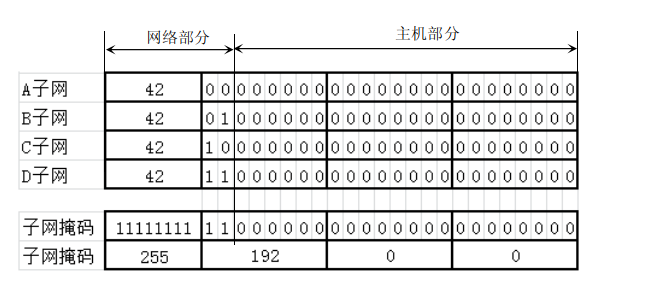 网络部分 主机部分
A子网 42 0 0 0 0 0 0 0 0 0 0 0 0 0 0 0 0 0 0 0 0 0 0 0 0
B子网 42 0 1 0 0 0 0 0 0 0 0 0 0 0 0 0 0 0 0 0 0 0 0 0 0
C子网 42 1 0 0 0 0 0 0 0 0 0 0 0 0 0 0 0 0 0 0 0 0 0 0 0
D子网 42 1 1 0 0 0 0 0 0 0 0 0 0 0 0 0 0 0 0 0 0 0 0 0 0
子网掩码 11111111 1 1 0 0 0 0 0 0 0 0 0 0 0 0 0 0 0 0 0 0 0 0 0 0
子网掩码 255 192 0 0